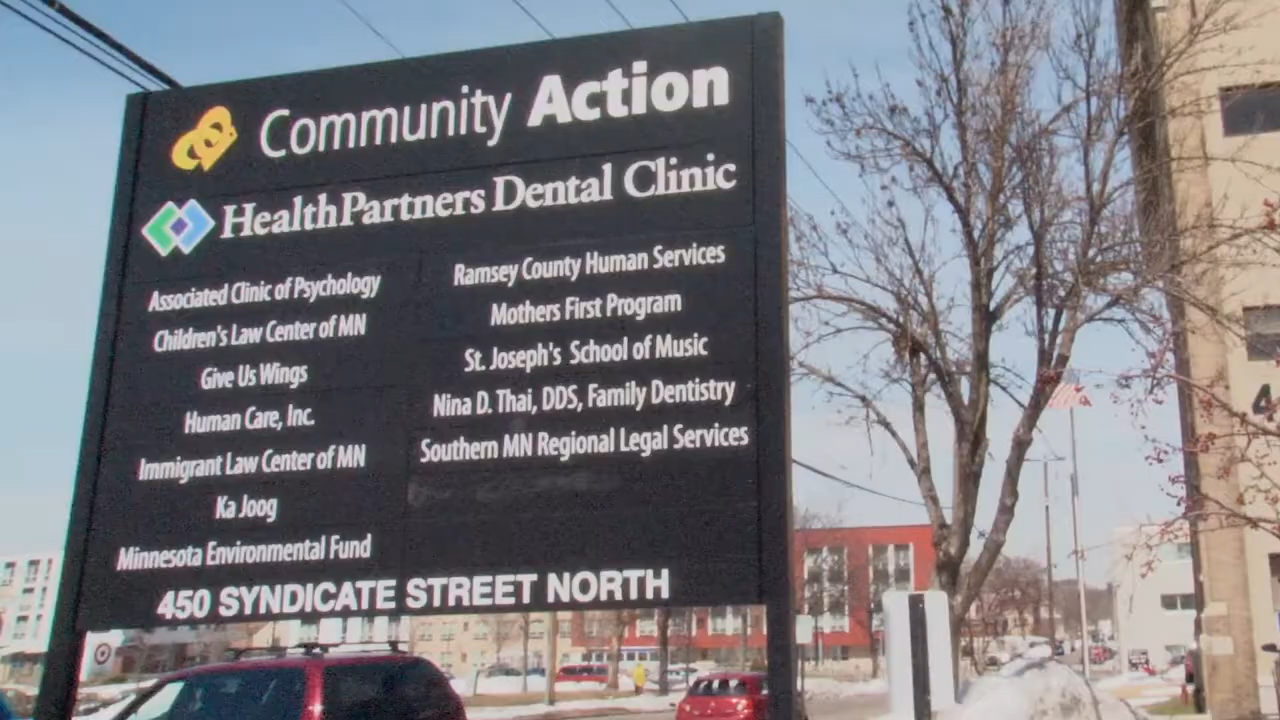 Community Action
HealthPartners Dental Clinic
Associated Clinic of Psychology
Children's Law Center of MN
Give Us Wings
Human Care, Inc.
Immigrant Law Center of MN
Ka Joog
Minnesota Environmental Fund
Ramsey County Human Services
Mothers First Program
St. Joseph's School of Music
Nina D. Thai, DDS, Family Dentistry
Southern MN Regional Legal Services
450 SYNDICATE STREET NORTH
4